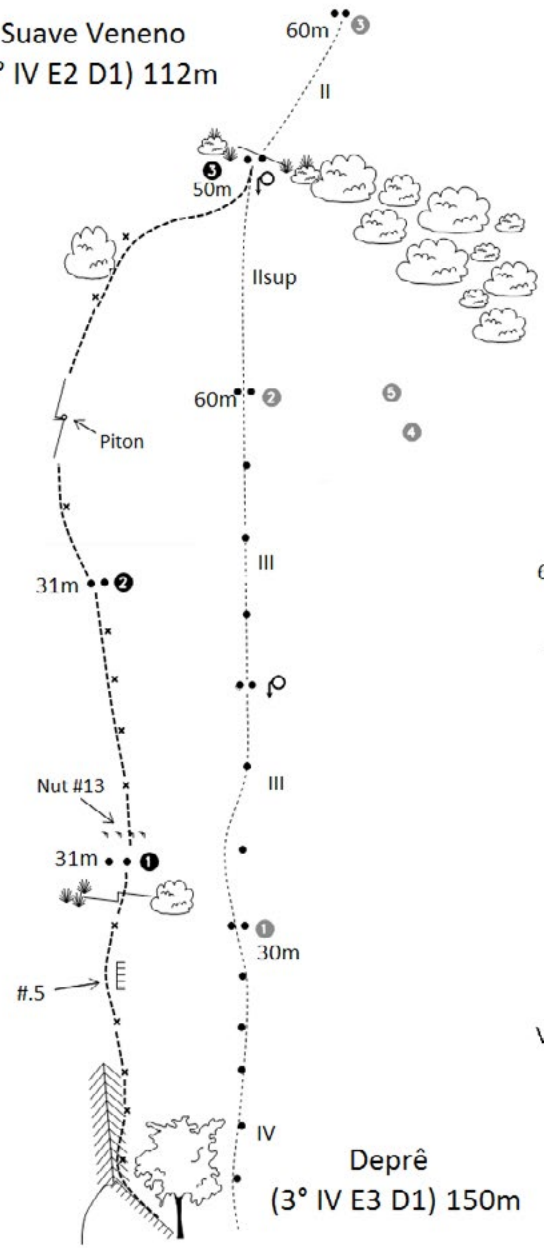 Suave Veneno
° IV E2 D1) 112m
60m 3
II
3
50m
IIsup
60m 2
5
4
Piton
31m 2
III
6
Nut #13
III
31m 1
1
30m
#.5
V
IV
Deprê
(3° IV E3 D1) 150m